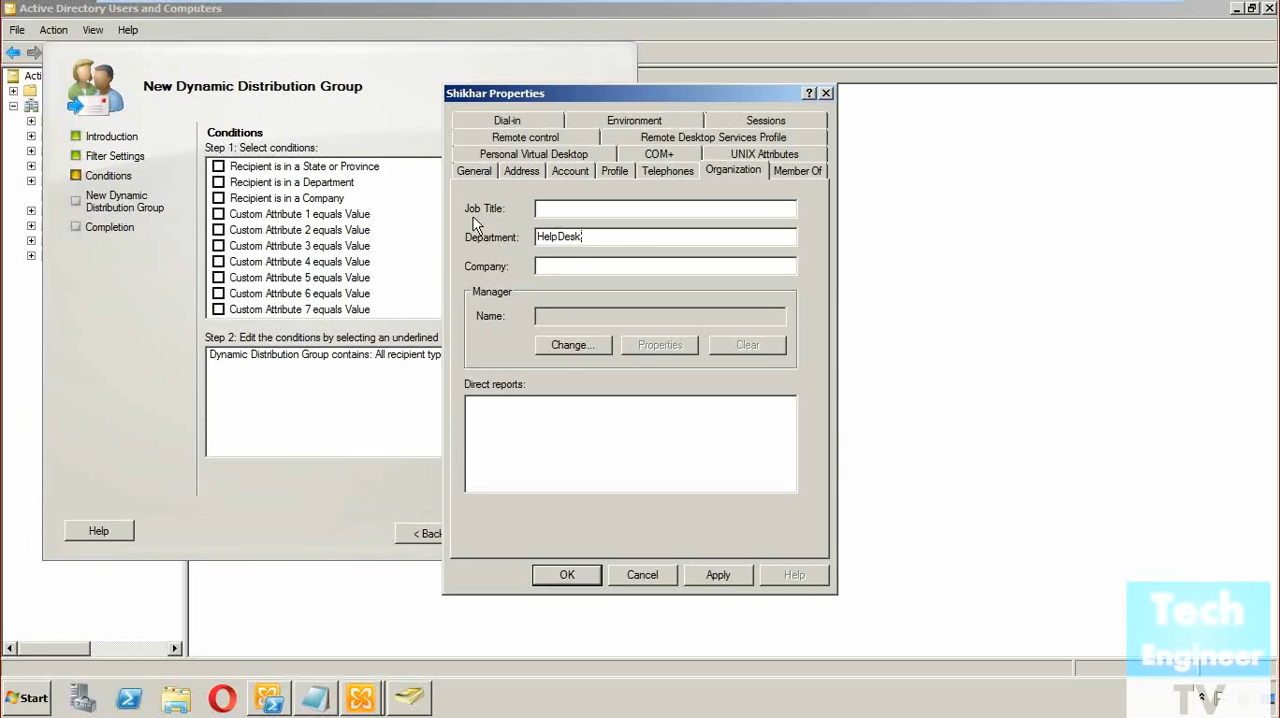 Active Directory Users and Computers
File Action View Help
Acti
New Dynamic Distribution Group
Introduction
Filter Settings
Conditions
New Dynamic
Distribution Group
Completion
Conditions
Step 1: Select conditions:
Recipient is in a State or Province
Recipient is in a Department
Recipient is in a Company
Custom Attribute 1 equals Value
Custom Attribute 2 equals Value
Custom Attribute 3 equals Value
Custom Attribute 4 equals Value
Custom Attribute 5 equals Value
Custom Attribute 6 equals Value
Custom Attribute 7 equals Value
Step 2: Edit the conditions by selecting an underlined
Dynamic Distribution Group contains: All recipient typ
Help
< Back
Shikhar Properties
Dial-in Environment Sessions
Remote control Remote Desktop Services Profile
Personal Virtual Desktop COM+ UNIX Attributes
General Address Account Profile Telephones Organization Member Of
Job Title:
Department: HelpDesk
Company:
Manager
Name:
Change... Properties Clear
Direct reports:
OK Cancel Apply Help
Start
Tech
Engineer
TV